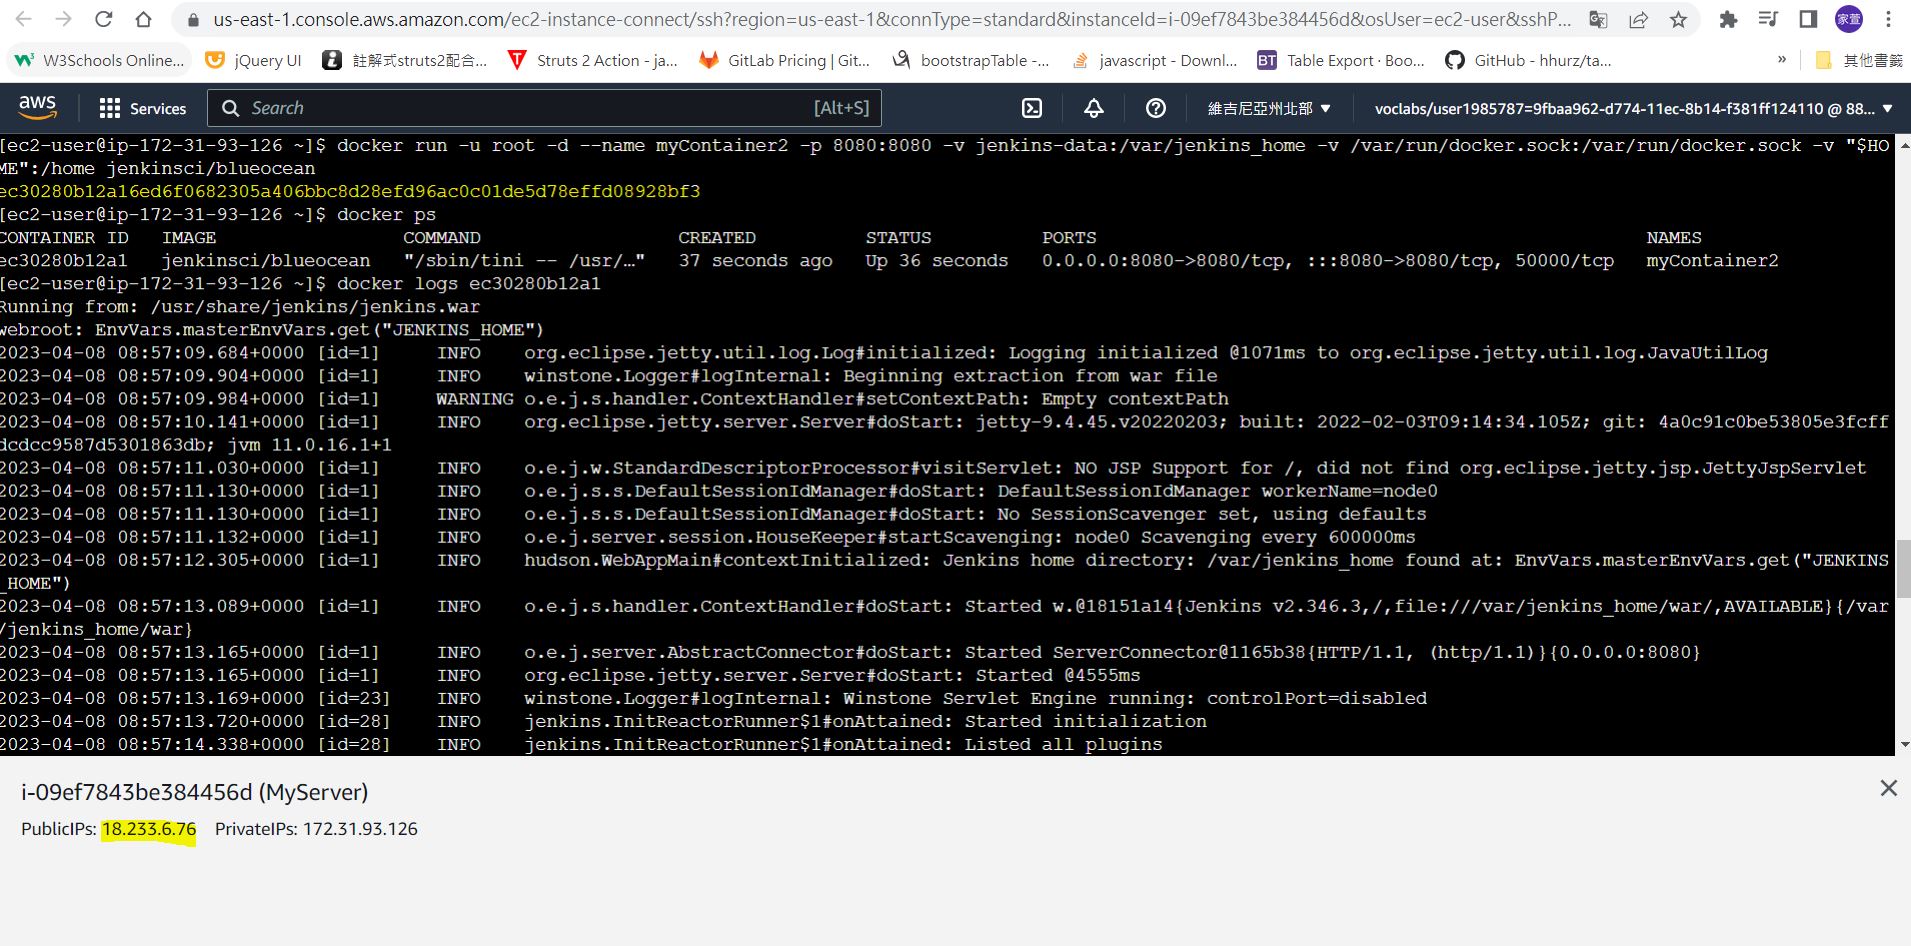 us-east-1.console.aws.amazon.com/ec2-instance-connect/ssh?region=us-east-1&connType=standard&instanceId=i-09ef7843be384456d&osUser=ec2-user&sshP...
家萱
W3Schools Online...
jQuery UI
註解式struts2配合...
Struts 2 Action - ja...
GitLab Pricing | Git...
bootstrapTable -...
javascript - Downl...
BT Table Export · Boo...
GitHub - hhurz/ta...
»
其他書籤
aws
Services
Search
[Alt+S]
維吉尼亞州北部
voclabs/user1985787=9fbaa962-d774-11ec-8b14-f381ff124110 @ 88...
[ec2-user@ip-172-31-93-126 ~]$ docker run -u root -d --name myContainer2 -p 8080:8080 -v jenkins-data:/var/jenkins_home -v /var/run/docker.sock:/var/run/docker.sock -v "$HO
ME":/home jenkinsci/blueocean
ec30280b12a16ed6f0682305a406bbc8d28efd96ac0c01de5d78effd08928bf3
[ec2-user@ip-172-31-93-126 ~]$ docker ps
CONTAINER ID IMAGE COMMAND CREATED STATUS PORTS NAMES
ec30280b12a1 jenkinsci/blueocean "/sbin/tini -- /usr/…" 37 seconds ago Up 36 seconds 0.0.0.0:8080->8080/tcp, :::8080->8080/tcp, 50000/tcp myContainer2
[ec2-user@ip-172-31-93-126 ~]$ docker logs ec30280b12a1
Running from: /usr/share/jenkins/jenkins.war
webroot: EnvVars.masterEnvVars.get("JENKINS_HOME")
2023-04-08 08:57:09.684+0000 [id=1] INFO org.eclipse.jetty.util.log.Log#initialized: Logging initialized @1071ms to org.eclipse.jetty.util.log.JavaUtilLog
2023-04-08 08:57:09.904+0000 [id=1] INFO winstone.Logger#logInternal: Beginning extraction from war file
2023-04-08 08:57:09.984+0000 [id=1] WARNING o.e.j.s.handler.ContextHandler#setContextPath: Empty contextPath
2023-04-08 08:57:10.141+0000 [id=1] INFO org.eclipse.jetty.server.Server#doStart: jetty-9.4.45.v20220203; built: 2022-02-03T09:14:34.105Z; git: 4a0c91c0be53805e3fcff
dcdcc9587d5301863db; jvm 11.0.16.1+1
2023-04-08 08:57:11.030+0000 [id=1] INFO o.e.j.w.StandardDescriptorProcessor#visitServlet: NO JSP Support for /, did not find org.eclipse.jetty.jsp.JettyJspServlet
2023-04-08 08:57:11.130+0000 [id=1] INFO o.e.j.s.s.DefaultSessionIdManager#doStart: DefaultSessionIdManager workerName=node0
2023-04-08 08:57:11.130+0000 [id=1] INFO o.e.j.s.s.DefaultSessionIdManager#doStart: No SessionScavenger set, using defaults
2023-04-08 08:57:11.132+0000 [id=1] INFO o.e.j.server.session.HouseKeeper#startScavenging: node0 Scavenging every 600000ms
2023-04-08 08:57:12.305+0000 [id=1] INFO hudson.WebAppMain#contextInitialized: Jenkins home directory: /var/jenkins_home found at: EnvVars.masterEnvVars.get("JENKINS
_HOME")
2023-04-08 08:57:13.089+0000 [id=1] INFO o.e.j.s.handler.ContextHandler#doStart: Started w.@18151a14{Jenkins v2.346.3,/,file:///var/jenkins_home/war/,AVAILABLE}{/var
/jenkins_home/war}
2023-04-08 08:57:13.165+0000 [id=1] INFO o.e.j.server.AbstractConnector#doStart: Started ServerConnector@1165b38{HTTP/1.1, (http/1.1)}{0.0.0.0:8080}
2023-04-08 08:57:13.165+0000 [id=1] INFO org.eclipse.jetty.server.Server#doStart: Started @4555ms
2023-04-08 08:57:13.169+0000 [id=23] INFO winstone.Logger#logInternal: Winstone Servlet Engine running: controlPort=disabled
2023-04-08 08:57:13.720+0000 [id=28] INFO jenkins.InitReactorRunner$1#onAttained: Started initialization
2023-04-08 08:57:14.338+0000 [id=28] INFO jenkins.InitReactorRunner$1#onAttained: Listed all plugins
i-09ef7843be384456d (MyServer)
PublicIPs: 18.233.6.76 PrivateIPs: 172.31.93.126